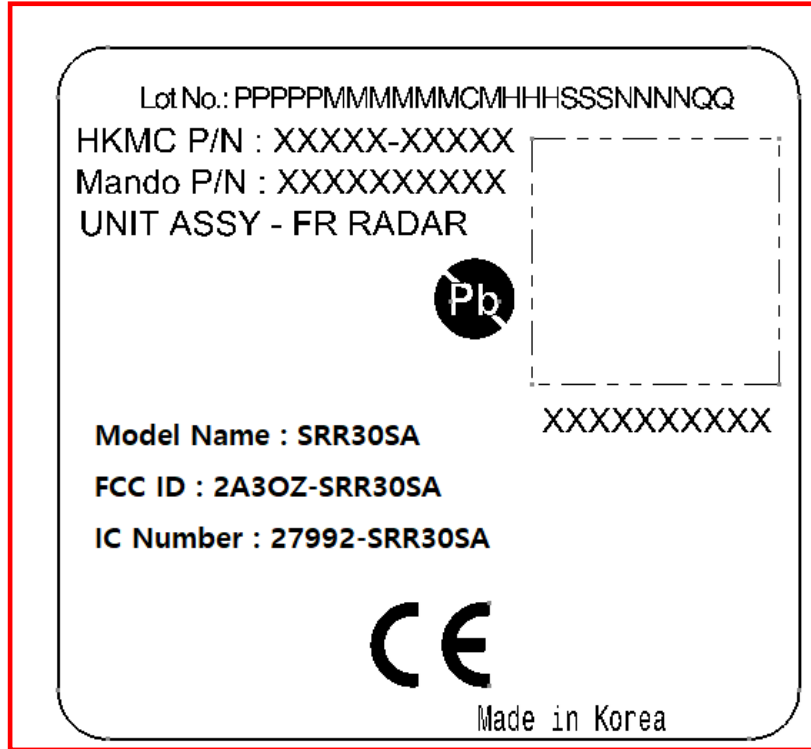 Lot No.: PPPPPMMMMMMCMHHHSSSNNNNQQ
HKMC P/N : XXXXX-XXXXX
Mando P/N : XXXXXXXXXX
UNIT ASSY - FR RADAR
Pb
XXXXXXXXXX
Model Name : SRR30SA
FCC ID : 2A3OZ-SRR30SA
IC Number : 27992-SRR30SA
CE
Made in Korea